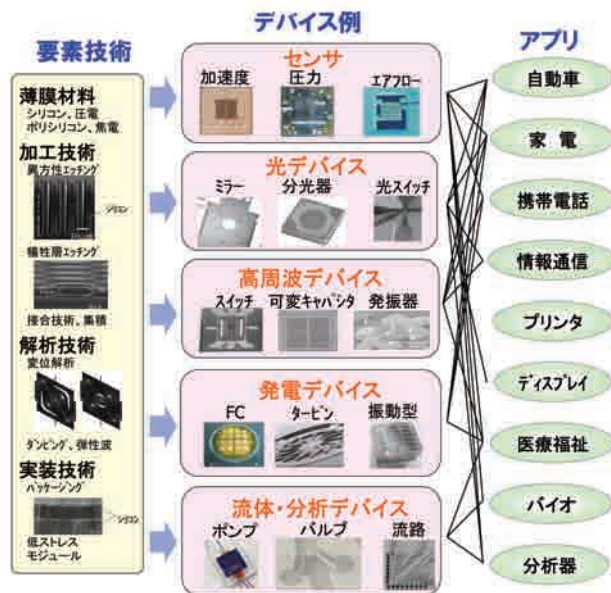 要素技術
薄膜材料
シリコン、圧電
ポリシリコン、焦電
加工技術
異方性エッチング
シリコン
犠牲層エッチング
接合技術、集積
解析技術
変位解析
ダンピング、弾性波
実装技術
パッケージング
シリコン
低ストレス
モジュール
デバイス例
センサ
加速度 圧力 エアフロー
光デバイス
ミラー 分光器 光スイッチ
高周波デバイス
スイッチ 可変キャパシタ 発振器
発電デバイス
FC タービン 振動型
流体・分析デバイス
ポンプ バルブ 流路
アプリ
自動車
家 電
携帯電話
情報通信
プリンタ
ディスプレイ
医療福祉
バイオ
分析器